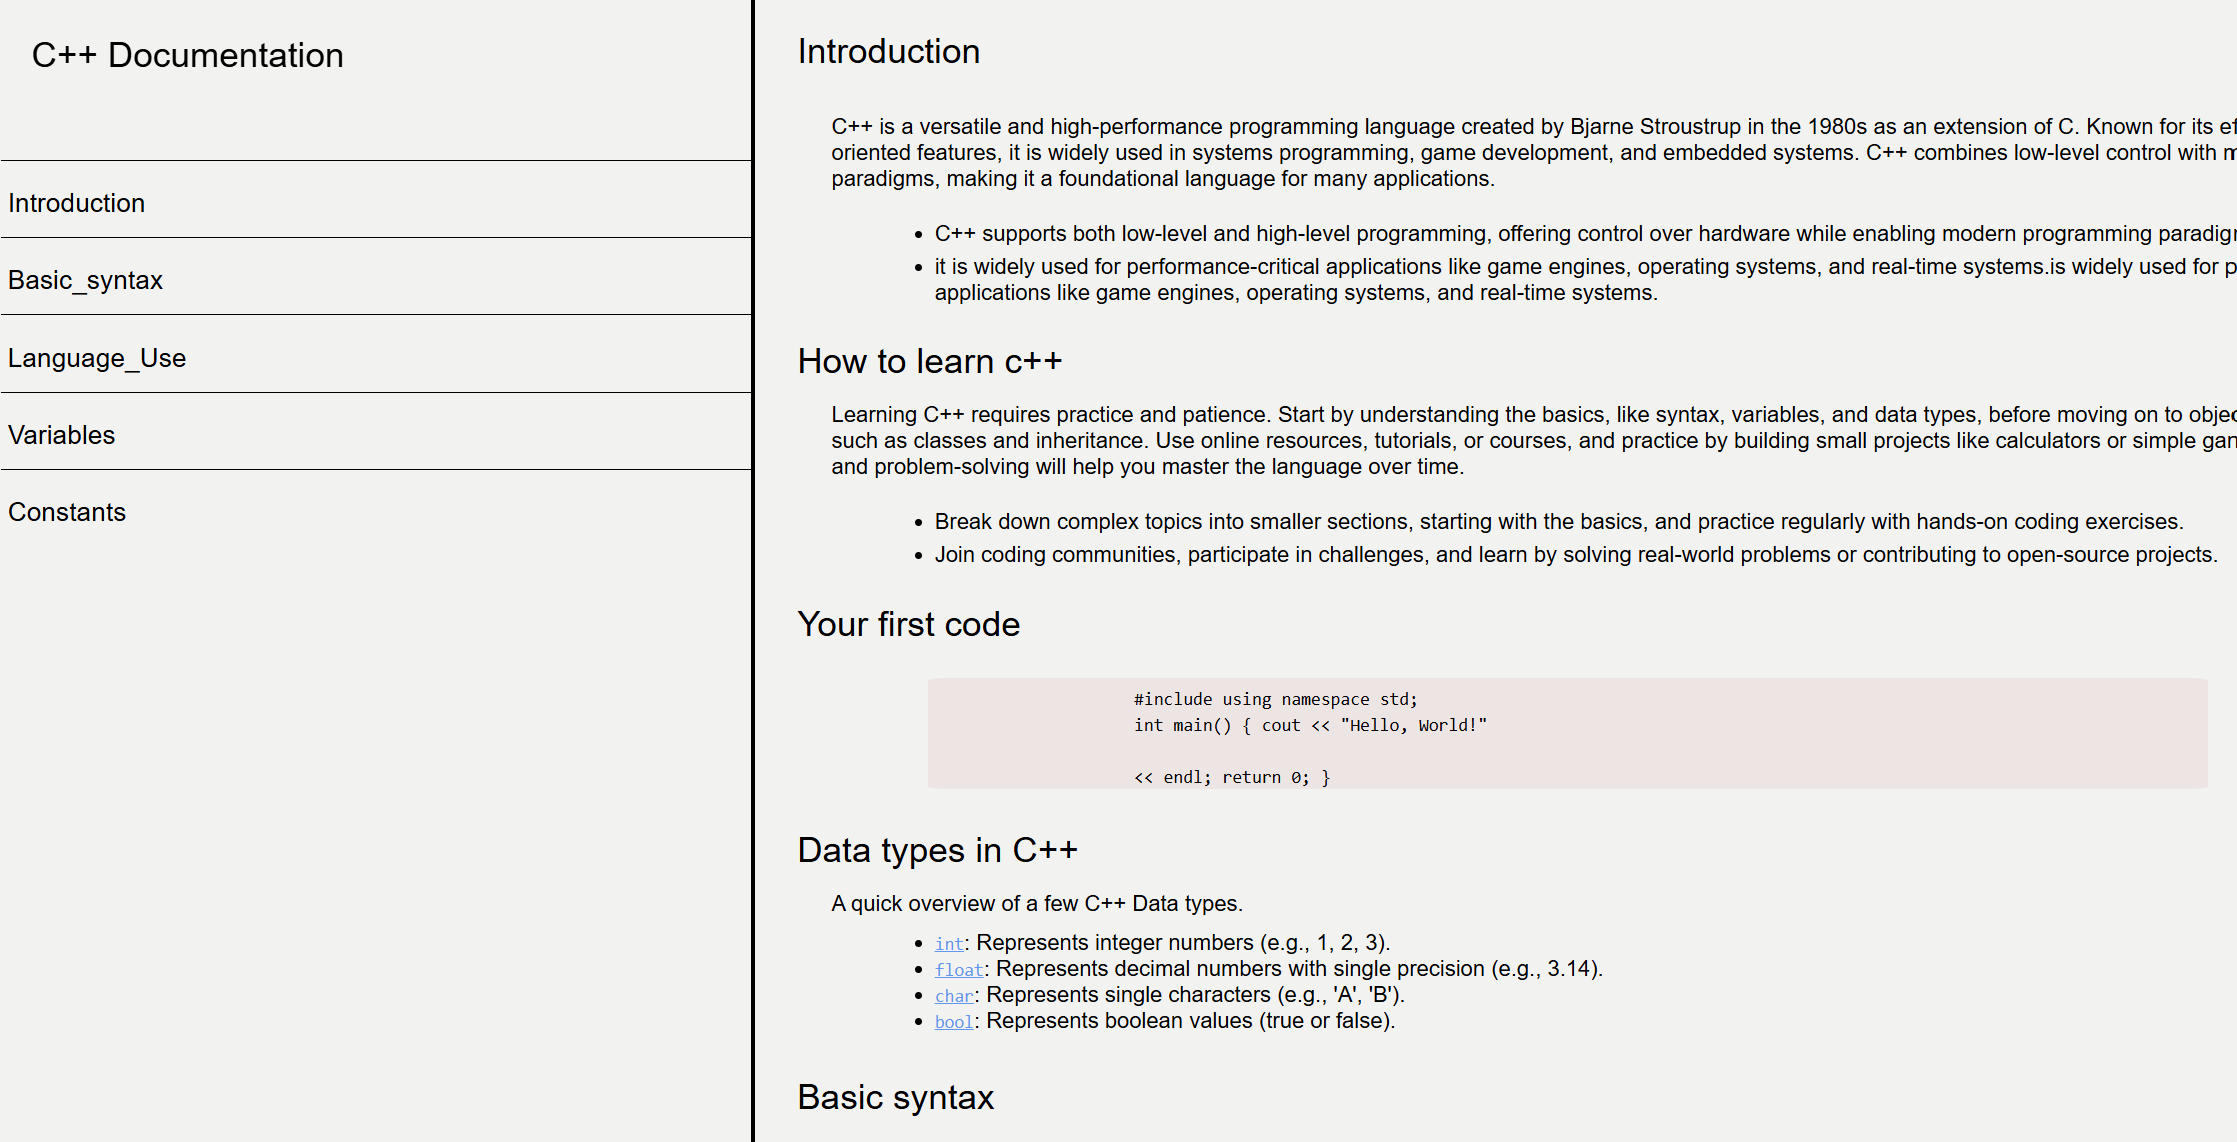 C++ Documentation
Introduction
Basic_syntax
Language_Use
Variables
Constants
Introduction
C++ is a versatile and high-performance programming language created by Bjarne Stroustrup in the 1980s as an extension of C. Known for its
oriented features, it is widely used in systems programming, game development, and embedded systems. C++ combines low-level control with
paradigms, making it a foundational language for many applications.
• C++ supports both low-level and high-level programming, offering control over hardware while enabling modern programming
• it is widely used for performance-critical applications like game engines, operating systems, and real-time systems.is widely used for
applications like game engines, operating systems, and real-time systems.
How to learn c++
Learning C++ requires practice and patience. Start by understanding the basics, like syntax, variables, and data types, before moving on to
such as classes and inheritance. Use online resources, tutorials, or courses, and practice by building small projects like calculators or simple
and problem-solving will help you master the language over time.
• Break down complex topics into smaller sections, starting with the basics, and practice regularly with hands-on coding exercises.
• Join coding communities, participate in challenges, and learn by solving real-world problems or contributing to open-source projects.
Your first code
#include using namespace std;
int main() { cout << "Hello, World!"
<< endl; return 0; }
Data types in C++
A quick overview of a few C++ Data types.
• int: Represents integer numbers (e.g., 1, 2, 3).
• float: Represents decimal numbers with single precision (e.g., 3.14).
• char: Represents single characters (e.g., 'A', 'B').
• bool: Represents boolean values (true or false).
Basic syntax